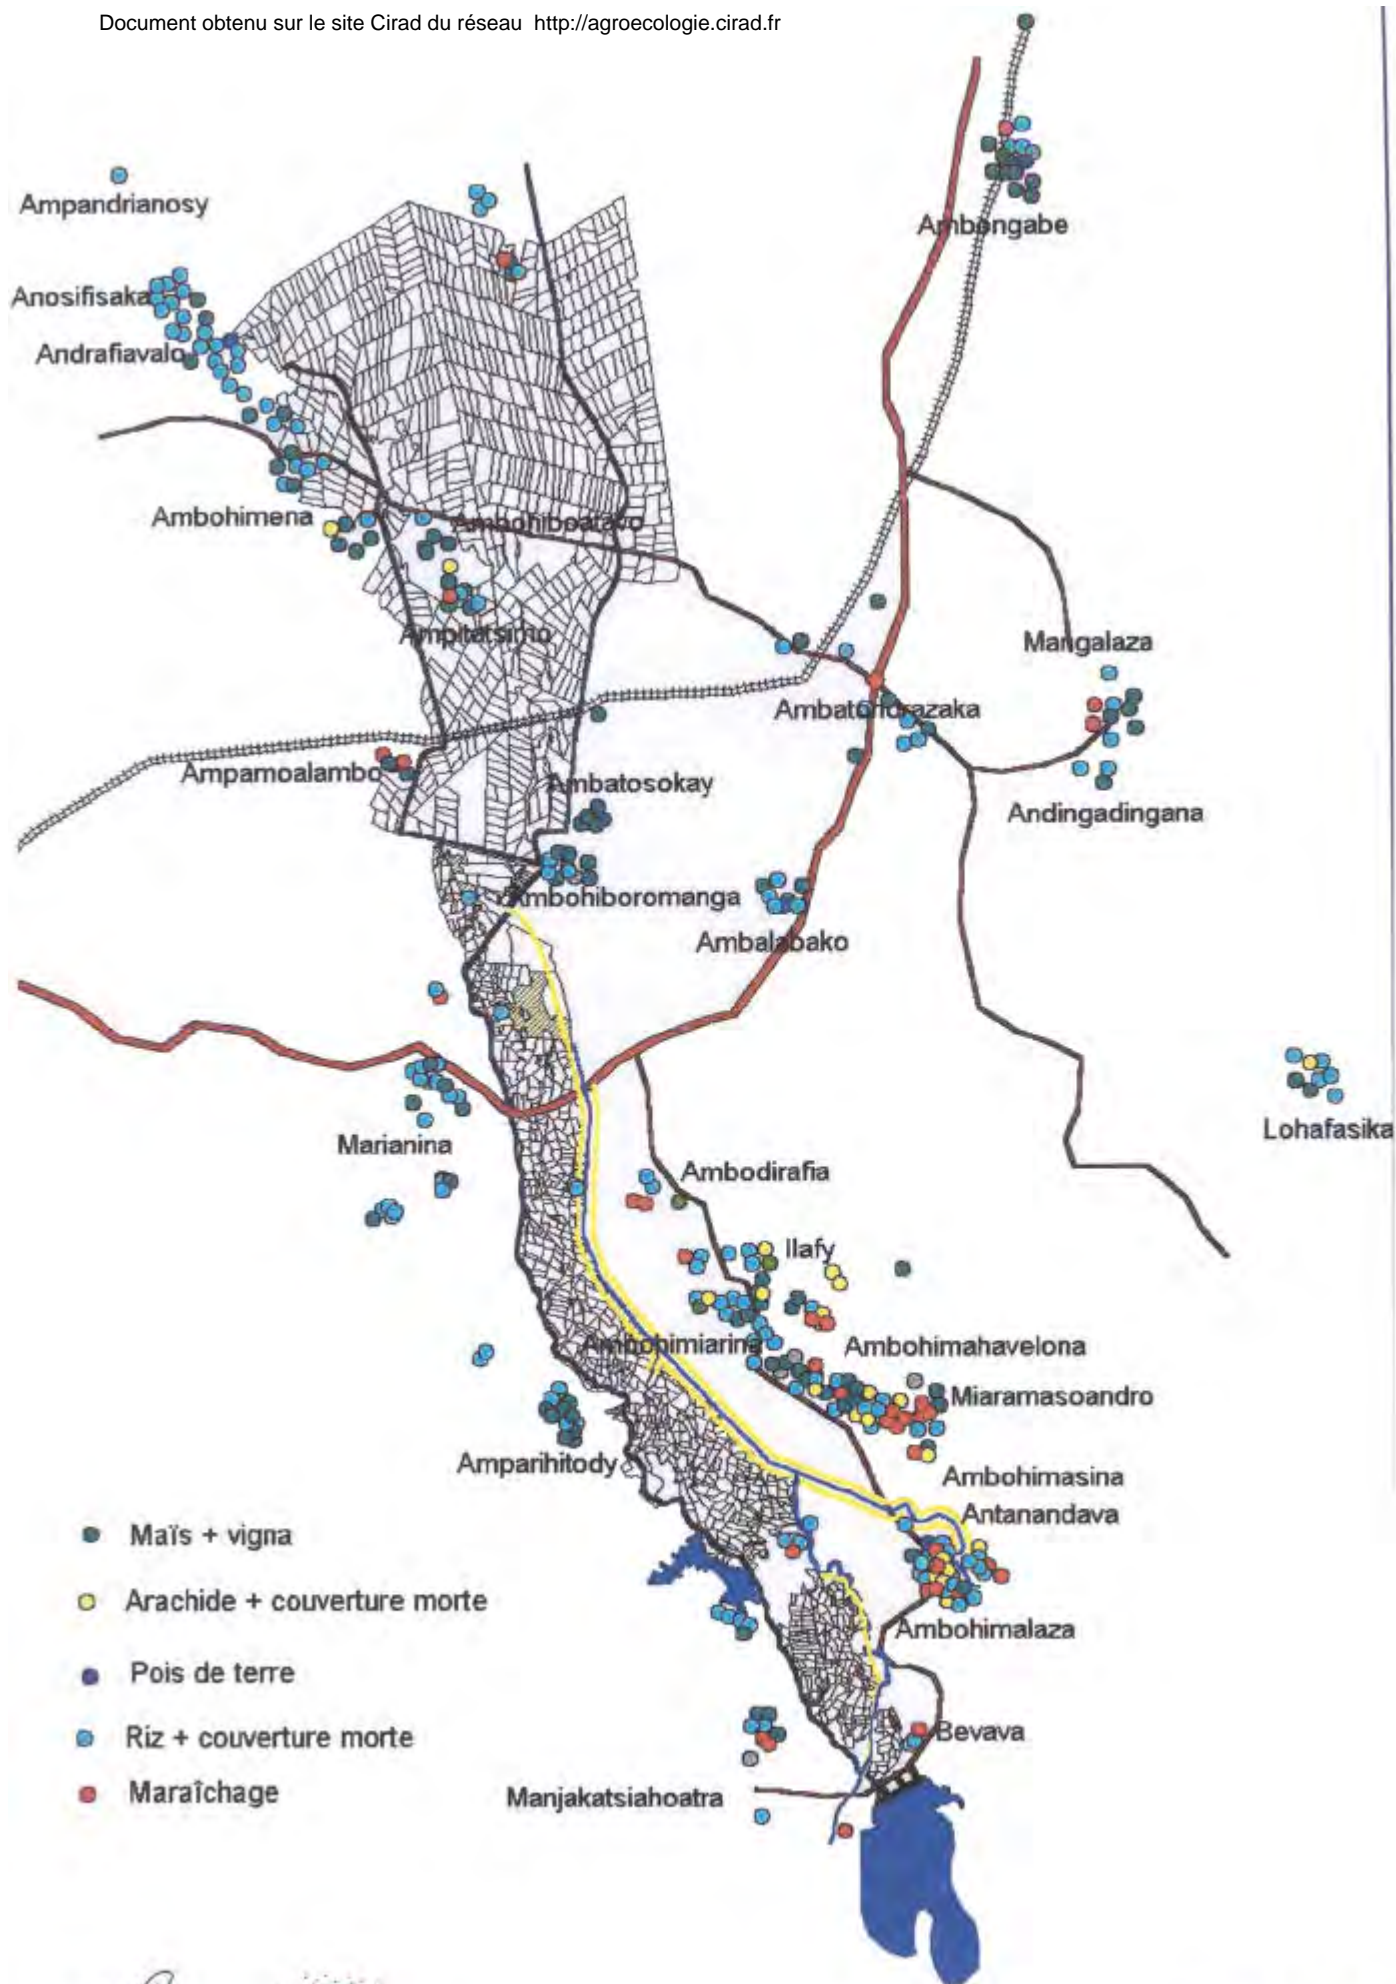 Document obtenu sur le site Cirad du réseau  http://agroecologie.cirad.fr
Ampandrianosy
Ambongabe
Anosifisaka
Andrafiavalo
Ambohimena
Ambohiboatavo
Ampitatsimo
Mangalaza
Ambatondrazaka
Ampamoalambo
Ambatosokay
Andingadingana
Ambohiboromanga
Ambalabako
Lohafasika
Marianina
Ambodirafia
Ilafy
Ambohimiarina
Ambohimahavelona
Miaramasoandro
Amparihitody
Ambohimasina
Antanandava
Maïs + vigna
Arachide + couverture morte
Ambohimalaza
Pois de terre
Riz + couverture morte
Bevava
Maraîchage
Manjakatsiahoatra